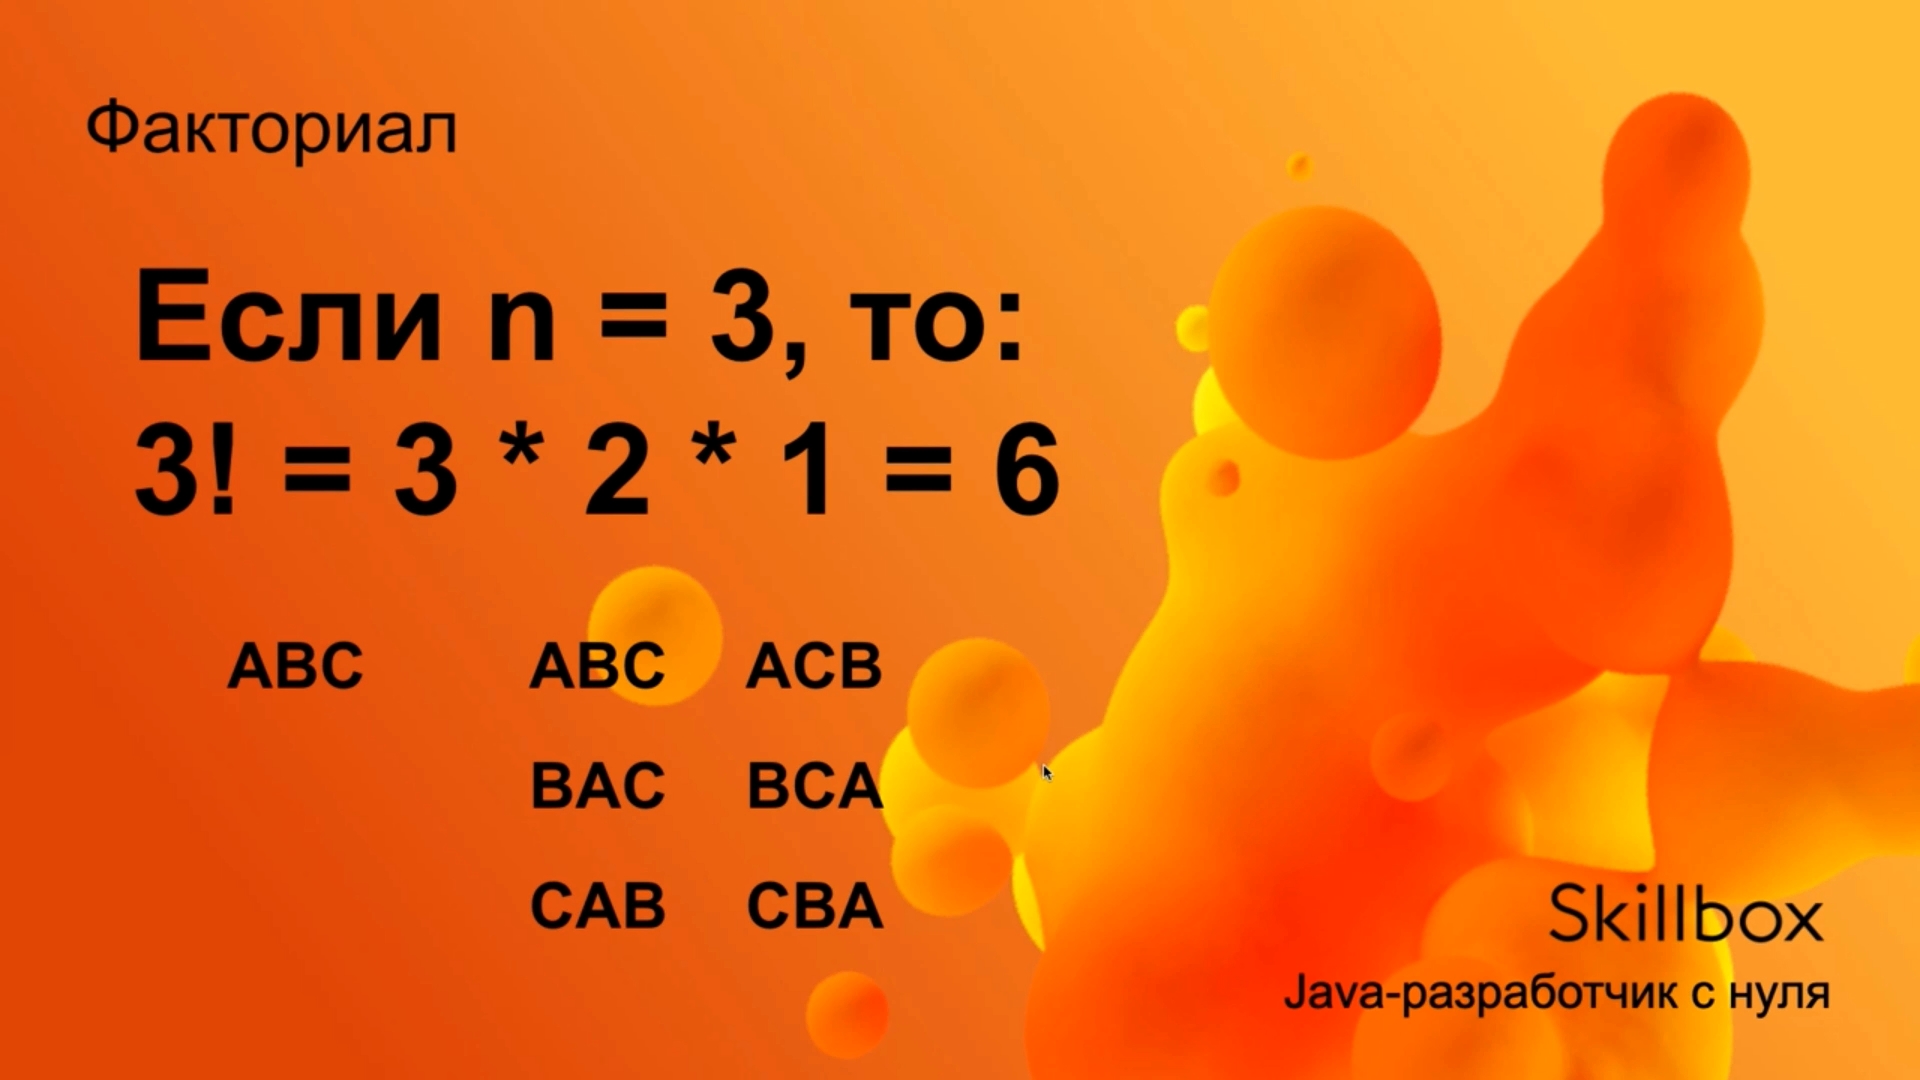 Факториал
Если n = 3, то:
3! = 3 * 2 * 1 = 6
ABC ABC ACB
BAC BCA
CAB CBA
Skillbox
Java-разработчик с нуля